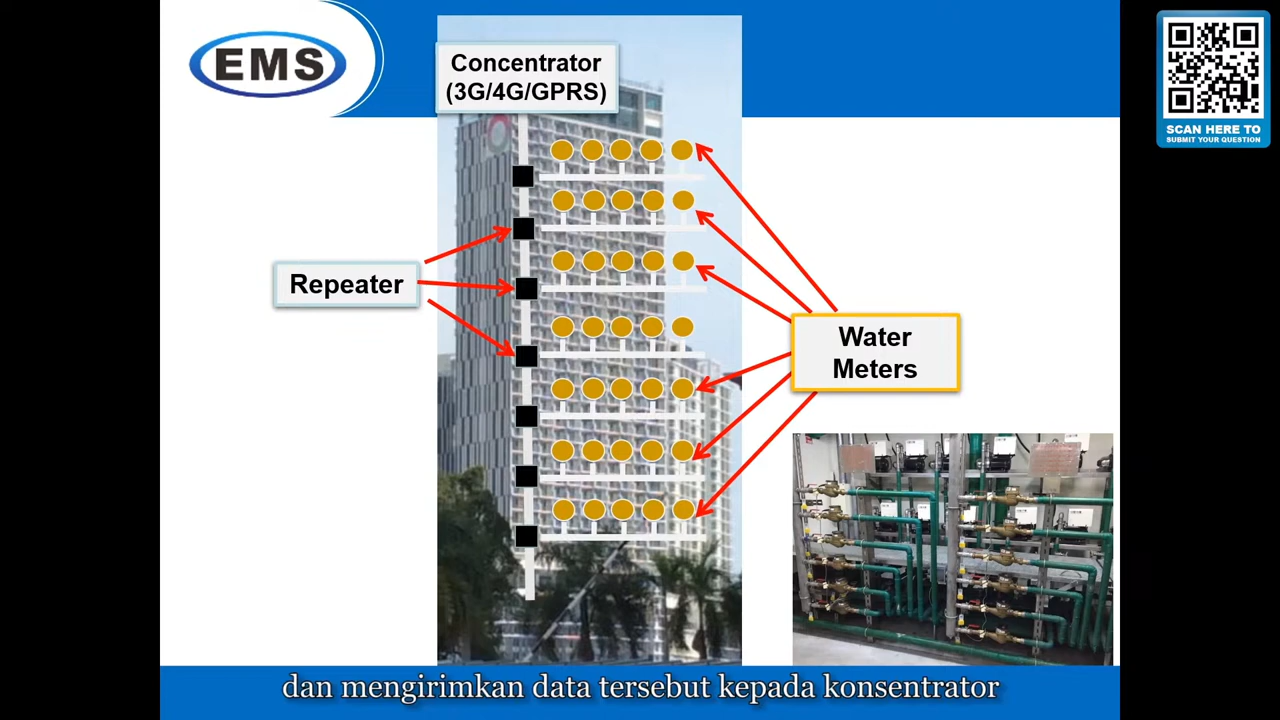 EMS
Concentrator
(3G/4G/GPRS)
SCAN HERE TO
SUBMIT YOUR QUESTION
Repeater
Water
Meters
dan mengirimkan data tersebut kepada konsentrator